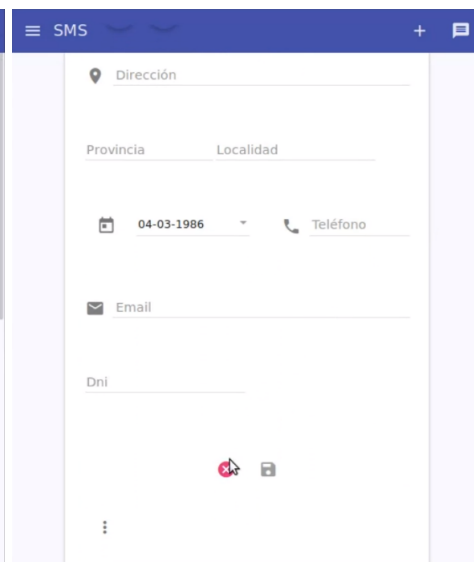 SMS
Dirección
Provincia Localidad
04-03-1986 Teléfono
Email
Dni